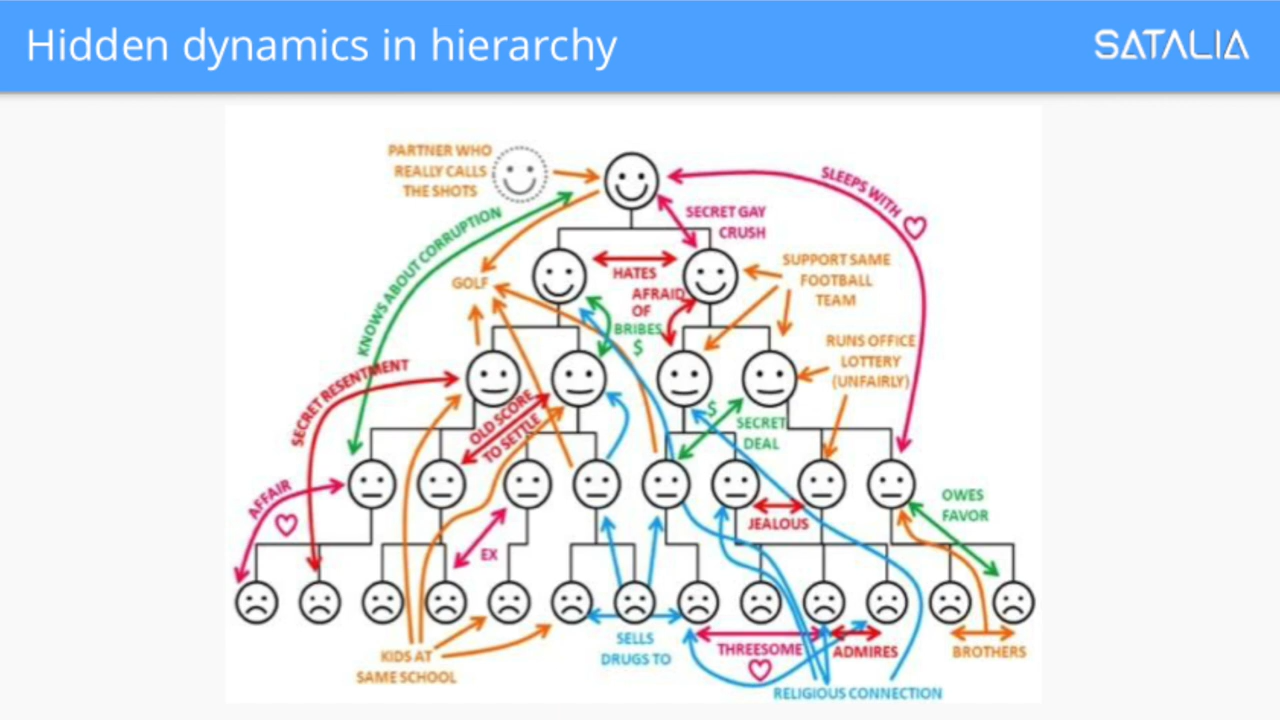 Hidden dynamics in hierarchy
SATALIA
PARTNER WHO
REALLY CALLS
THE SHOTS
SLEEPS WITH
SECRET GAY
CRUSH
KNOWS ABOUT CORRUPTION
GOLF
HATES
SUPPORT SAME
FOOTBALL
TEAM
AFRAID
OF
BRIBES
$
RUNS OFFICE
LOTTERY
(UNFAIRLY)
SECRET RESENTMENT
OLD SCORE
TO SETTLE
$
SECRET
DEAL
AFFAIR
OWES
FAVOR
JEALOUS
EX
SELLS
DRUGS TO
KIDS AT
SAME SCHOOL
THREESOME
ADMIRES
BROTHERS
RELIGIOUS CONNECTION